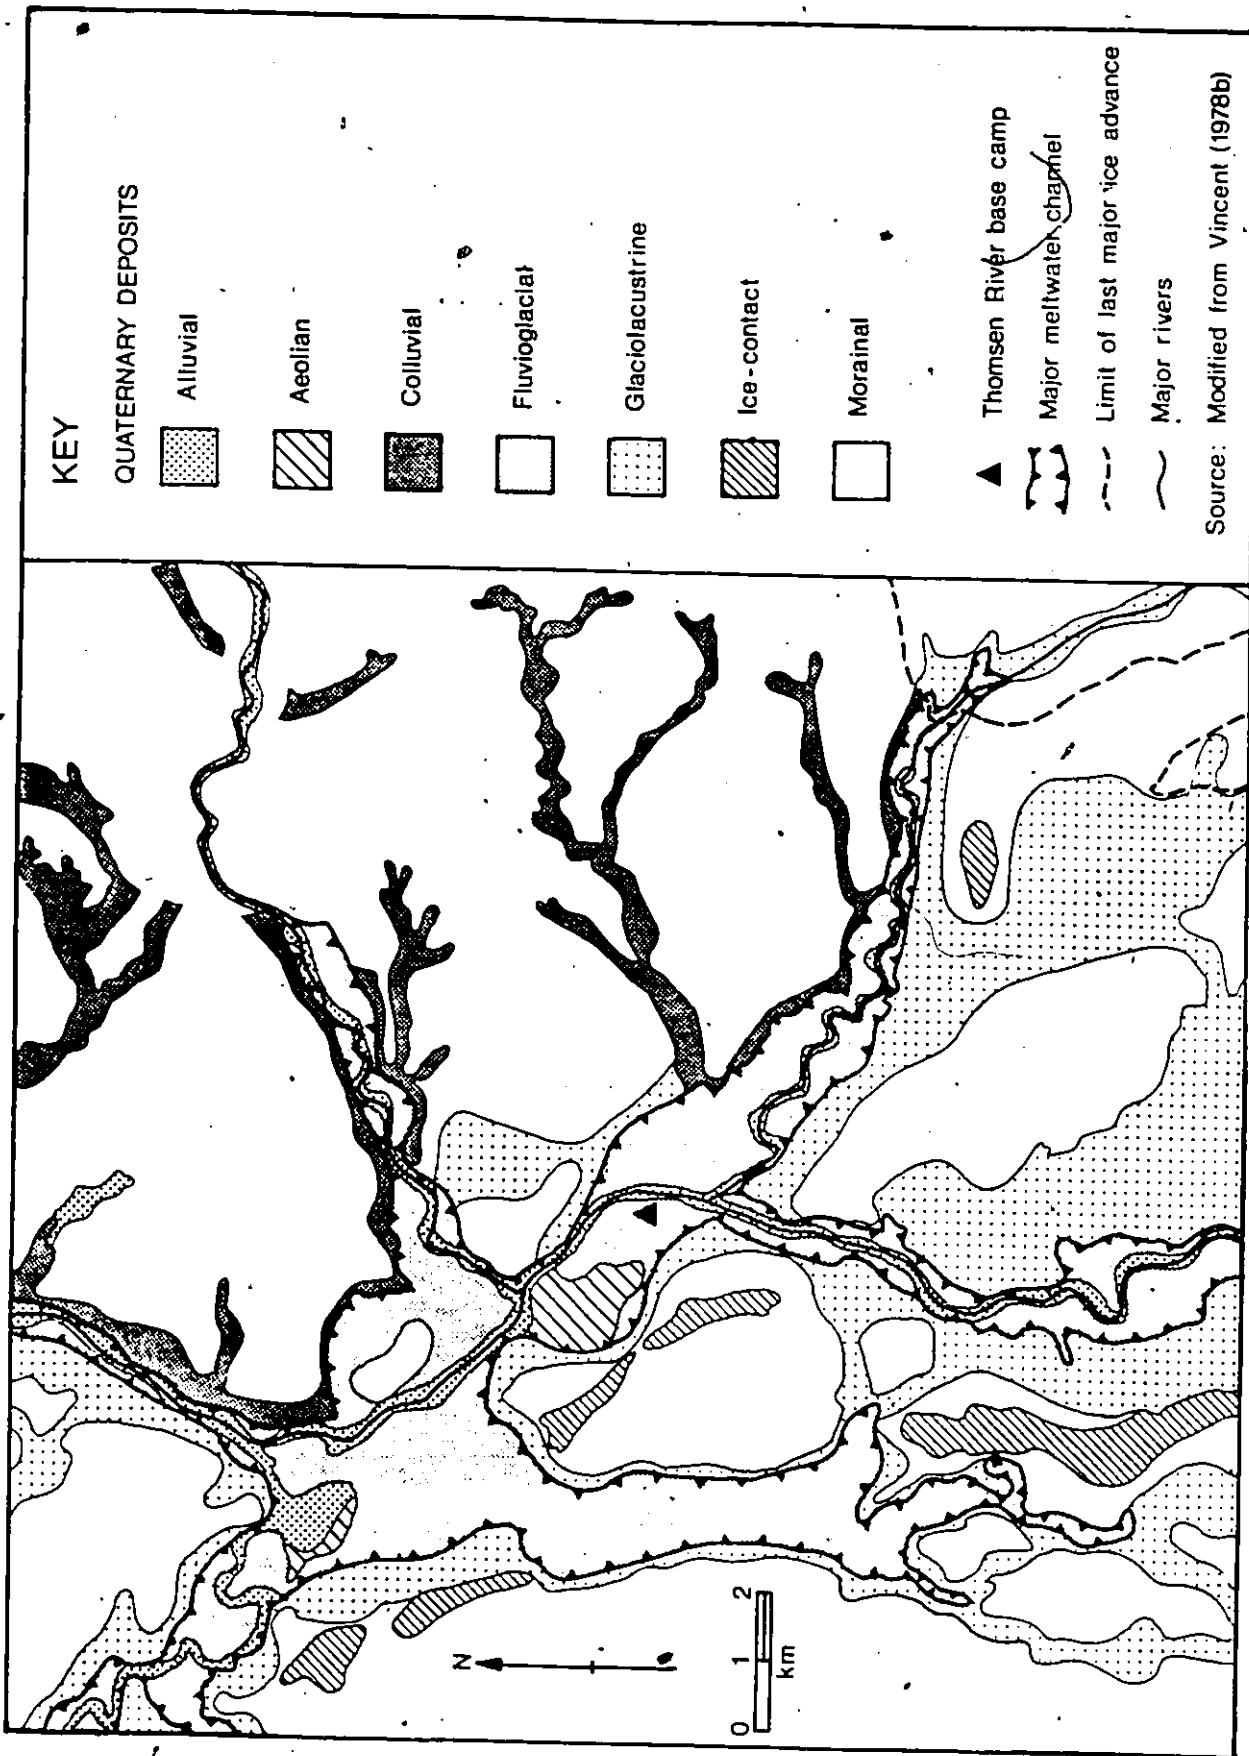 KEY
QUATERNARY DEPOSITS
Alluvial
Aeolian
Colluvial
Fluvioglacial
Glaciolacustrine
Ice-contact
Morainal
Thomsen River base camp
Major meltwater channel
Limit of last major ice advance
Major rivers
Source: Modified from Vincent (1978b)
N
0 1 2
km